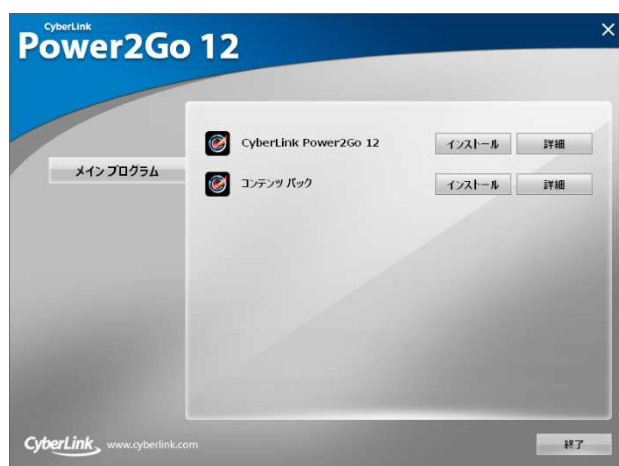 CyberLink
Power2Go 12
CyberLink Power2Go 12 インストール 詳細
メイン プログラム
コンテンツ パック インストール 詳細
CyberLink www.cyberlink.com
終了